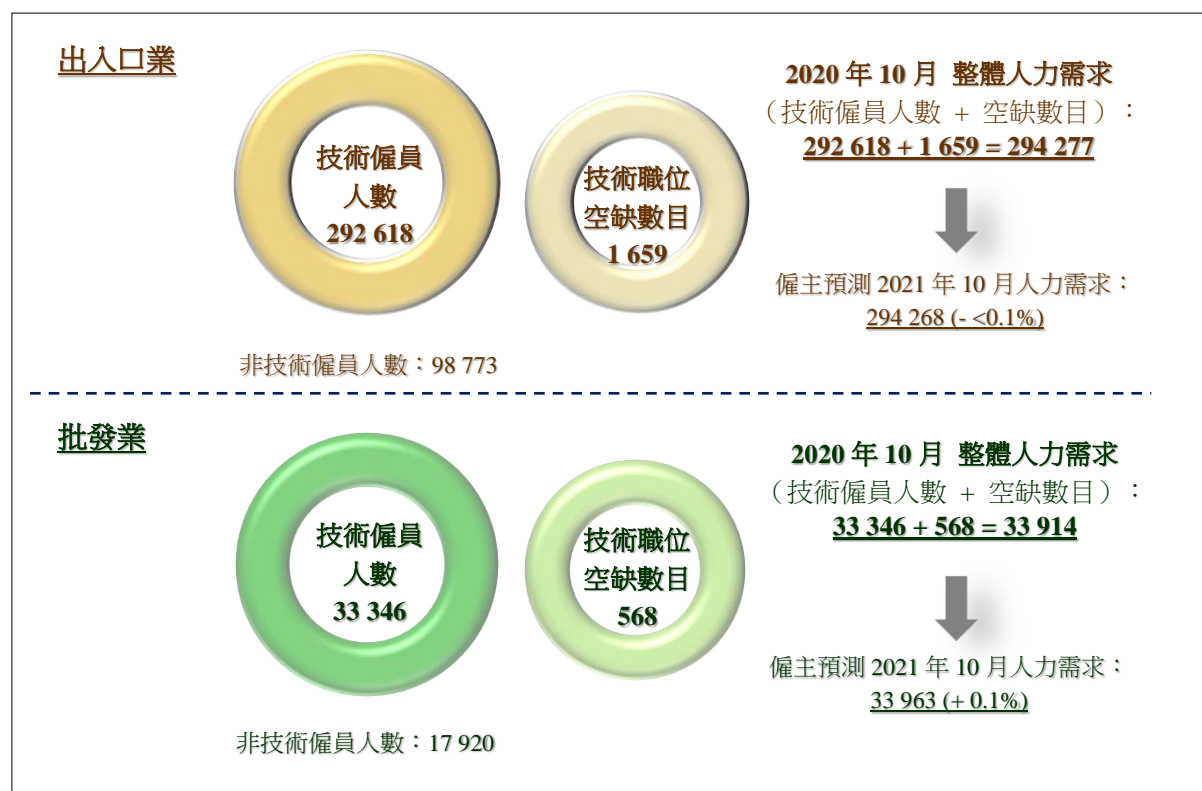 出入口業
技術僱員
人數
292 618
技術職位
空缺數目
1 659
2020 年 10 月 整體人力需求
（技術僱員人數 + 空缺數目）：
292 618 + 1 659 = 294 277
僱主預測 2021 年 10 月人力需求：
294 268 (- <0.1%)
非技術僱員人數：98 773
批發業
技術僱員
人數
33 346
技術職位
空缺數目
568
2020 年 10 月 整體人力需求
（技術僱員人數 + 空缺數目）：
33 346 + 568 = 33 914
僱主預測 2021 年 10 月人力需求：
33 963 (+ 0.1%)
非技術僱員人數：17 920